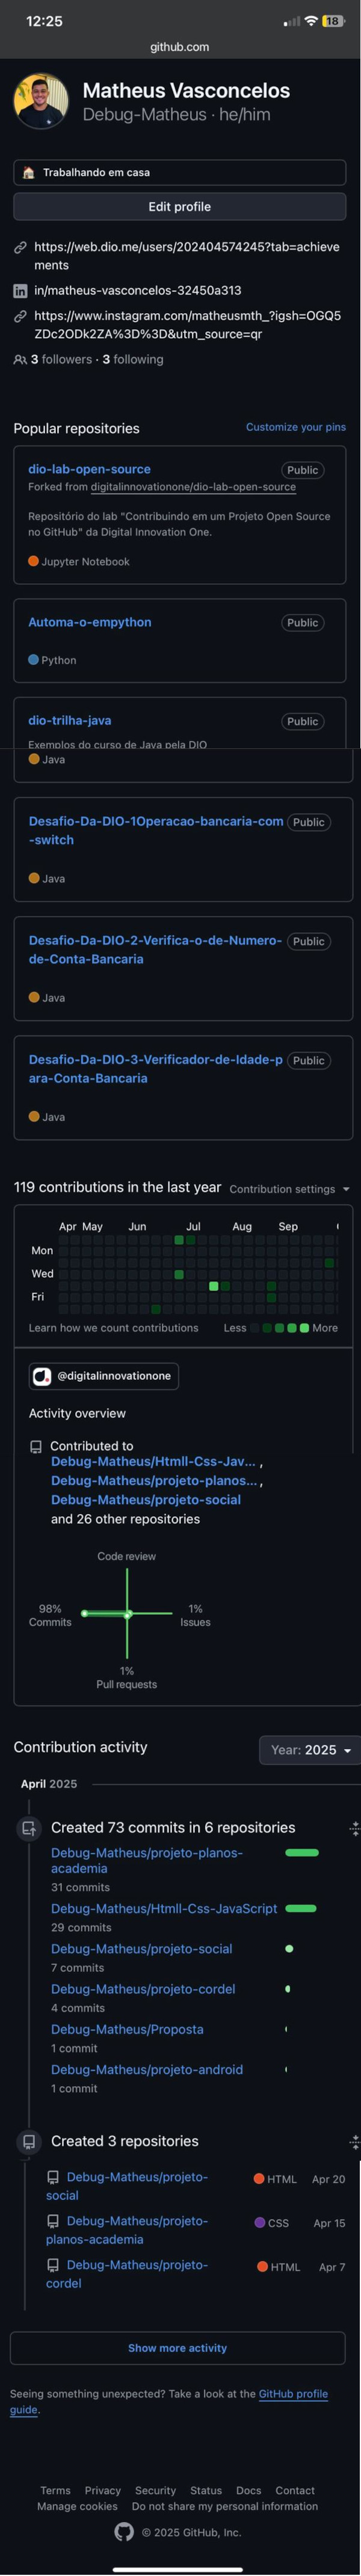 12:25
18
github.com
Matheus Vasconcelos
Debug-Matheus · he/him
Trabalhando em casa
Edit profile
https://web.dio.me/users/202404574245?tab=achieve
ments
in/matheus-vasconcelos-32450a313
https://www.instagram.com/matheusmth_?igsh=OGQ5
ZDc2ODk2ZA%3D%3D&utm_source=qr
3 followers · 3 following
Popular repositories
Customize your pins
dio-lab-open-source
Public
Forked from digitalinnovationone/dio-lab-open-source
Repositório do lab "Contribuindo em um Projeto Open Source
no GitHub" da Digital Innovation One.
Jupyter Notebook
Automa-o-empython
Public
Python
dio-trilha-java
Public
Exemplos do curso de Java pela DIO
Java
Desafio-Da-DIO-1Operacao-bancaria-com
-switch
Public
Java
Desafio-Da-DIO-2-Verifica-o-de-Numero-
de-Conta-Bancaria
Public
Java
Desafio-Da-DIO-3-Verificador-de-Idade-p
ara-Conta-Bancaria
Public
Java
119 contributions in the last year
Contribution settings
Apr May Jun Jul Aug Sep
Mon
Wed
Fri
Learn how we count contributions
Less
More
@digitalinnovationone
Activity overview
Contributed to
Debug-Matheus/Htmll-Css-Jav... ,
Debug-Matheus/projeto-planos... ,
Debug-Matheus/projeto-social
and 26 other repositories
Code review
98%
Commits
1%
Issues
1%
Pull requests
Contribution activity
Year: 2025
April 2025
Created 73 commits in 6 repositories
Debug-Matheus/projeto-planos-
academia
31 commits
Debug-Matheus/Htmll-Css-JavaScript
29 commits
Debug-Matheus/projeto-social
7 commits
Debug-Matheus/projeto-cordel
4 commits
Debug-Matheus/Proposta
1 commit
Debug-Matheus/projeto-android
1 commit
Created 3 repositories
Debug-Matheus/projeto-
social
HTML Apr 20
Debug-Matheus/projeto-
planos-academia
CSS Apr 15
Debug-Matheus/projeto-
cordel
HTML Apr 7
Show more activity
Seeing something unexpected? Take a look at the GitHub profile
guide.
Terms Privacy Security Status Docs Contact
Manage cookies Do not share my personal information
© 2025 GitHub, Inc.